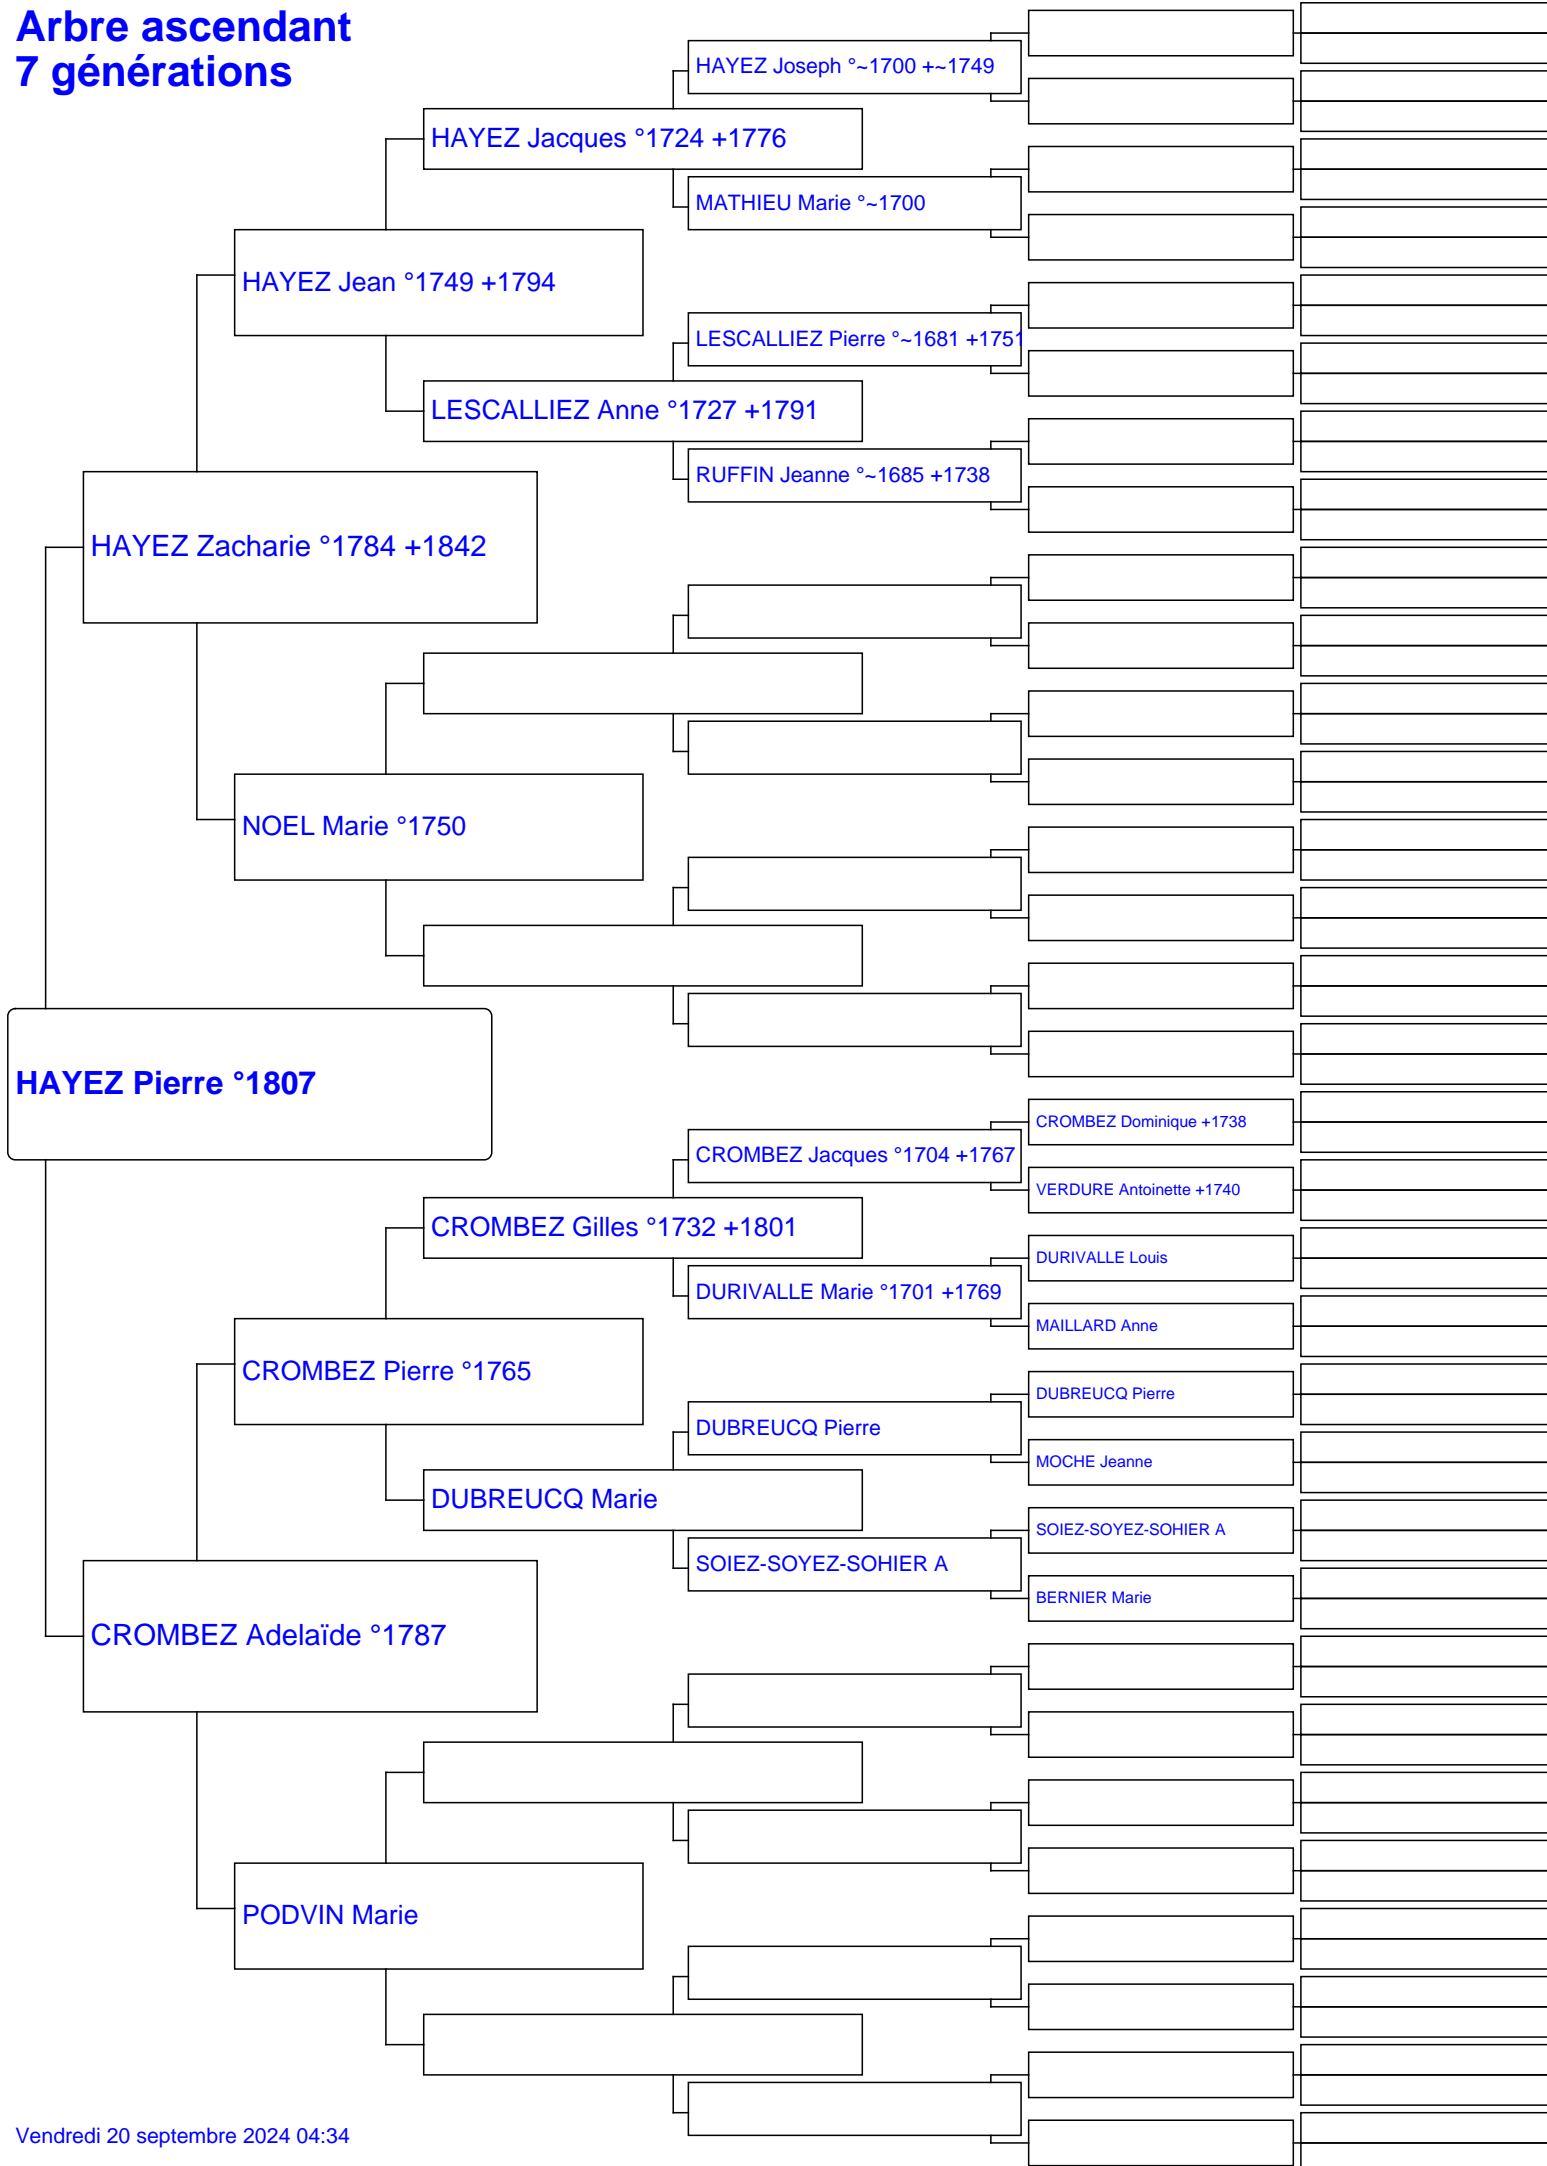 Arbre ascendant
7 générations
HAYEZ Joseph °~1700 +~1749
HAYEZ Jacques °1724 +1776
MATHIEU Marie °~1700
HAYEZ Jean °1749 +1794
LESCALLIEZ Pierre °~1681 +1751
LESCALLIEZ Anne °1727 +1791
RUFFIN Jeanne °~1685 +1738
HAYEZ Zacharie °1784 +1842
NOEL Marie °1750
HAYEZ Pierre °1807
CROMBEZ Dominique +1738
CROMBEZ Jacques °1704 +1767
VERDURE Antoinette +1740
CROMBEZ Gilles °1732 +1801
DURIVALLE Louis
DURIVALLE Marie °1701 +1769
MAILLARD Anne
CROMBEZ Pierre °1765
DUBREUCQ Pierre
DUBREUCQ Pierre
MOCHE Jeanne
DUBREUCQ Marie
SOIEZ-SOYEZ-SOHIER A
SOIEZ-SOYEZ-SOHIER A
BERNIER Marie
CROMBEZ Adelaïde °1787
PODVIN Marie
Vendredi 20 septembre 2024 04:34